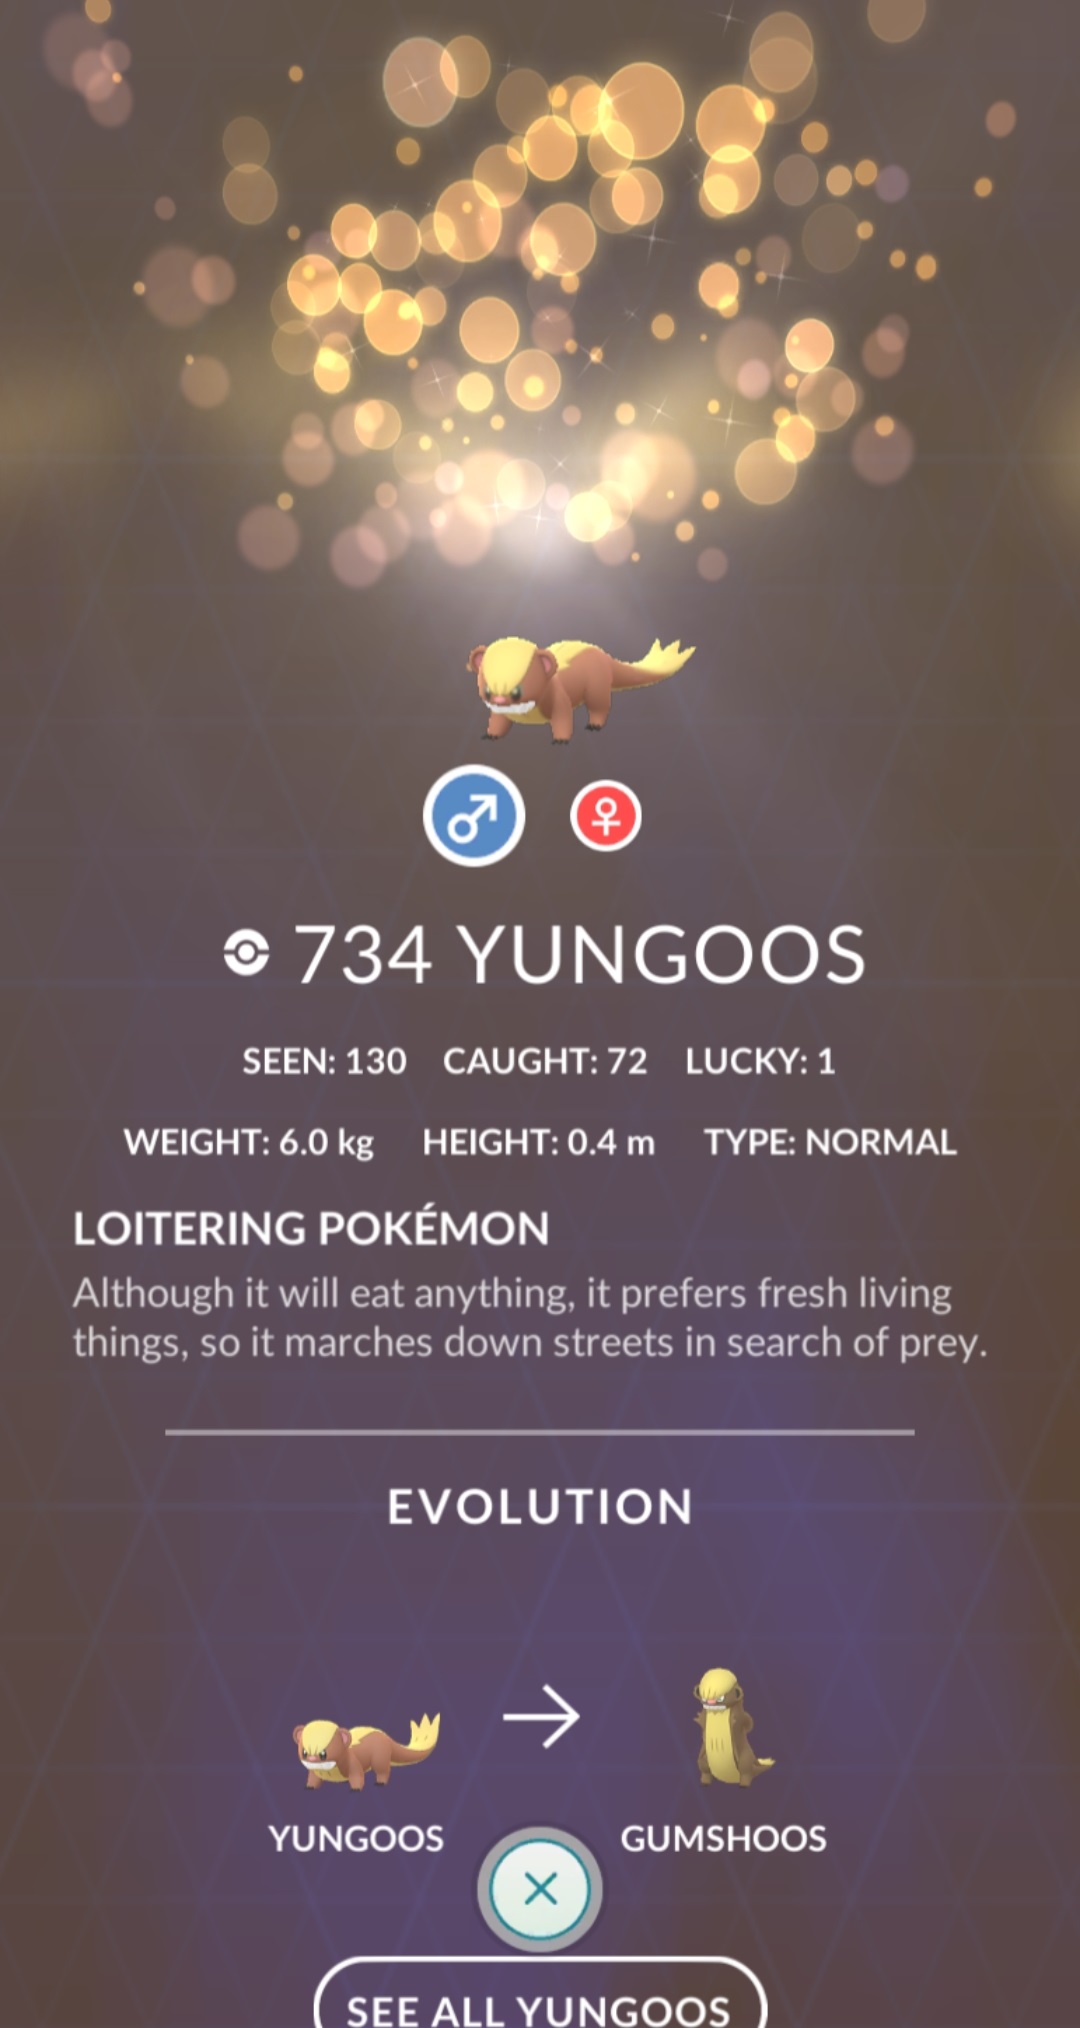 734 YUNGOOS
SEEN: 130 CAUGHT: 72 LUCKY: 1
WEIGHT: 6.0 kg HEIGHT: 0.4 m TYPE: NORMAL
LOITERING POKÉMON
Although it will eat anything, it prefers fresh living
things, so it marches down streets in search of prey.
EVOLUTION
YUNGOOS GUMSHOOS
SEE ALL YUNGOOS